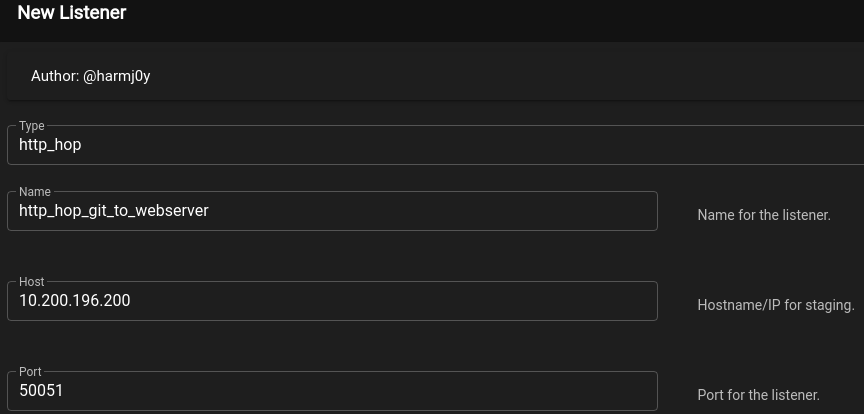 New Listener
Author: @harmj0y
Type
http_hop
Name
http_hop_git_to_webserver
Name for the listener.
Host
10.200.196.200
Hostname/IP for staging.
Port
50051
Port for the listener.